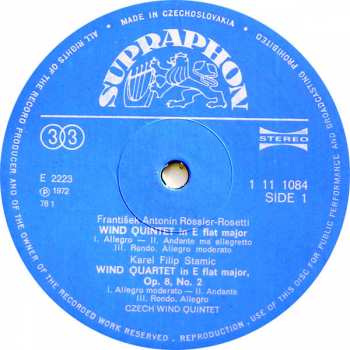 • MADE IN CZECHOSLOVAKIA •
ALL RIGHTS OF THE RECORD PRODUCER AND OF THE OWNER OF THE RECORDED WORK RESERVED. REPRODUCTION, USE OF THIS DISC FOR PUBLIC PERFORMANCE AND BROADCASTING PROHIBITED
SUPRAPHON
33
STEREO
E 2223
Ⓟ 1972
78 1
1 11 1084
SIDE 1
František Antonín Rössler-Rosetti
WIND QUINTET in E flat major
I. Allegro — II. Andante ma allegretto
III. Rondo. Allegro moderato
Karel Filip Stamic
WIND QUARTET in E flat major,
Op. 8, No. 2
I. Allegro moderato — II. Andante
III. Rondo. Allegro
CZECH WIND QUINTET